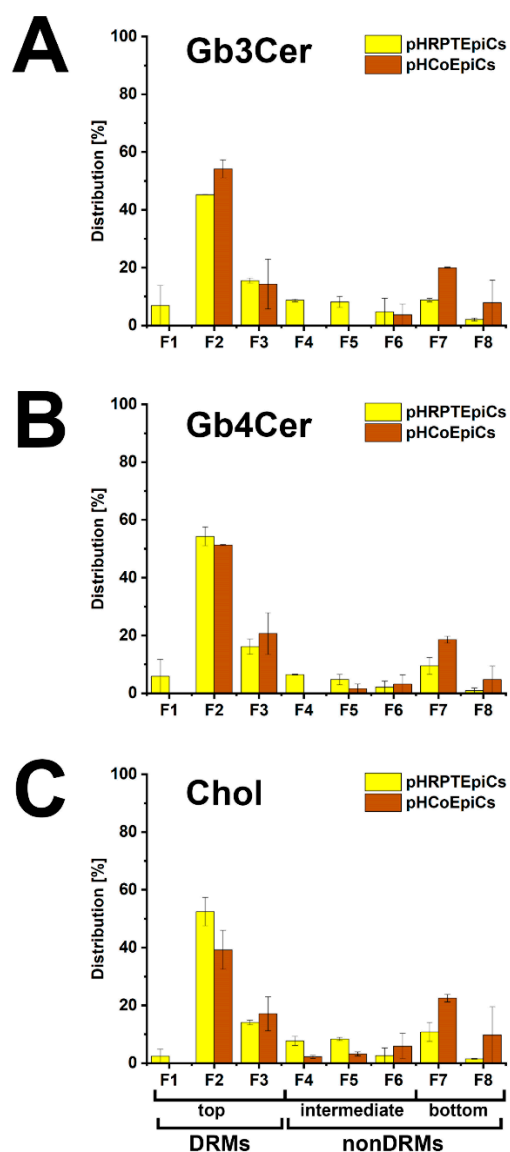 A
Gb3Cer
pHRPTEpiCs
pHCoEpiCs
Distribution [%]
100
80
60
40
20
0
F1 F2 F3 F4 F5 F6 F7 F8
B
Gb4Cer
pHRPTEpiCs
pHCoEpiCs
Distribution [%]
100
80
60
40
20
0
F1 F2 F3 F4 F5 F6 F7 F8
C
Chol
pHRPTEpiCs
pHCoEpiCs
Distribution [%]
100
80
60
40
20
0
F1 F2 F3 F4 F5 F6 F7 F8
top intermediate bottom
DRMs nonDRMs